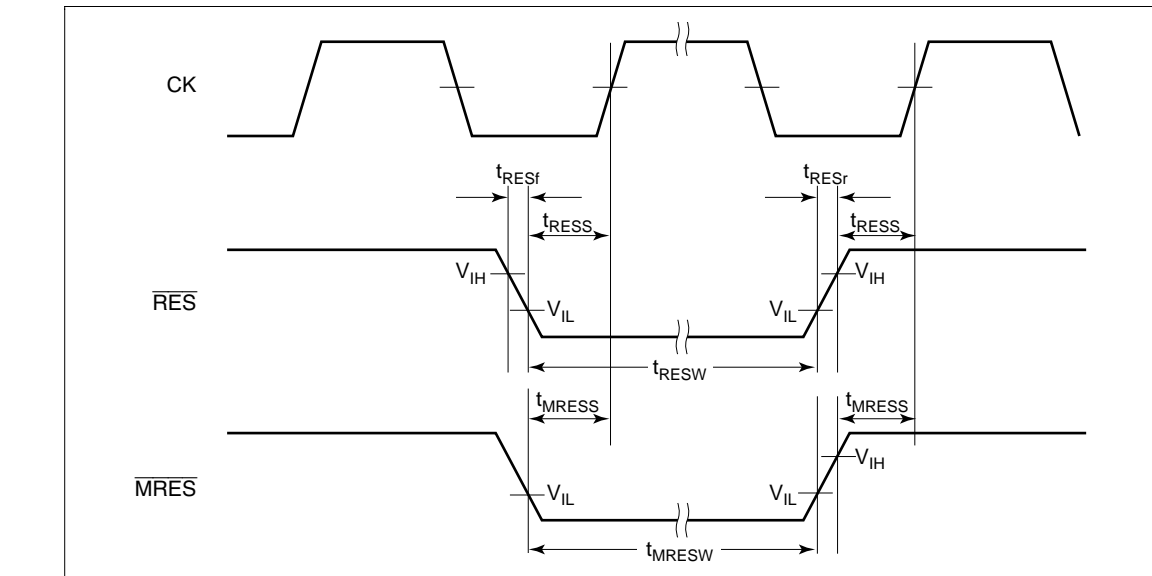 CK
tRESf
tRESr
tRESS
tRESS
VIH
VIH
RES
VIL
VIL
tRESW
tMRESS
tMRESS
VIH
MRES
VIL
VIL
tMRESW